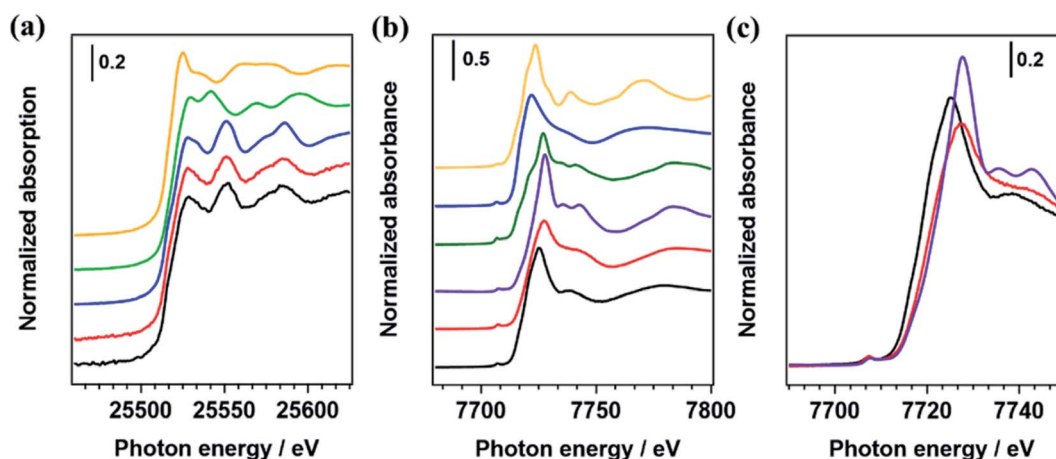 (a)
0.2
Normalized absorption
25500 25550 25600
Photon energy / eV
(b)
0.5
Normalized absorbance
7700 7750 7800
Photon energy / eV
(c)
0.2
Normalized absorbance
7700 7720 7740
Photon energy / eV